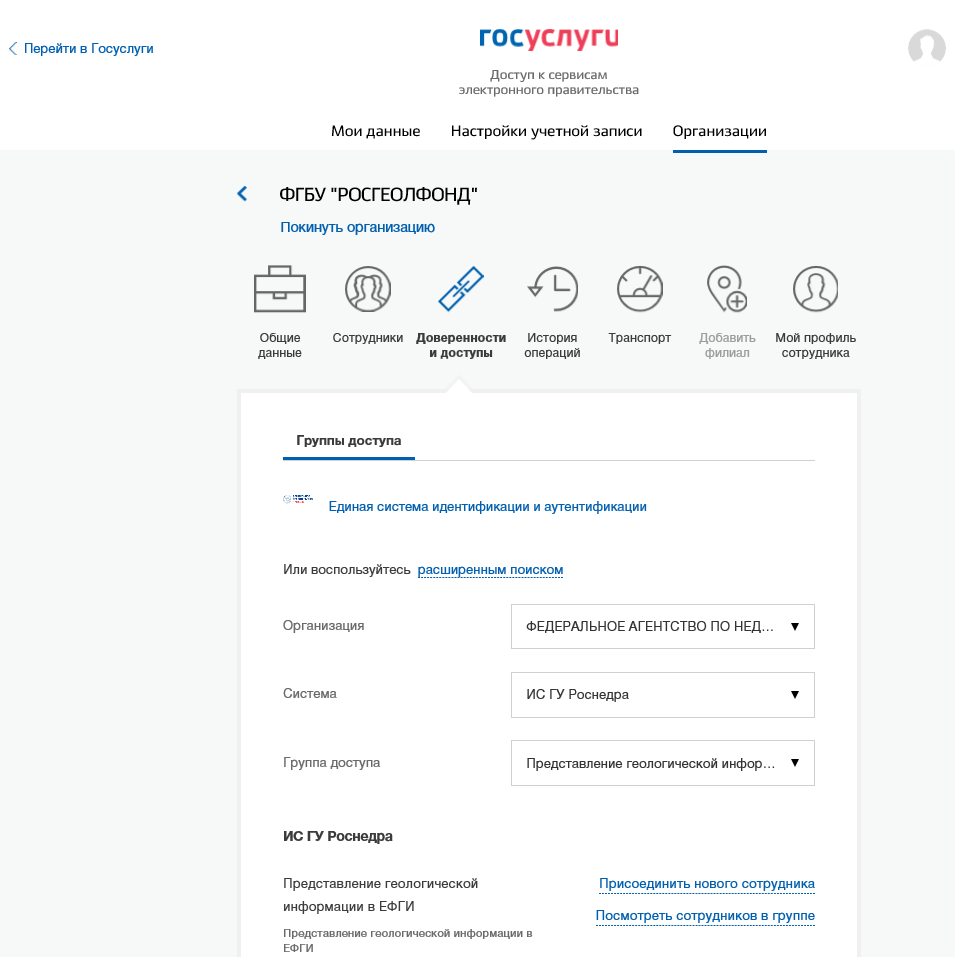 Перейти в Госуслуги
госуслуги
Доступ к сервисам
электронного правительства
Мои данные Настройки учетной записи Организации
ФГБУ "РОСГЕОЛФОНД"
Покинуть организацию
Общие данные
Сотрудники
Доверенности и доступы
История операций
Транспорт
Добавить филиал
Мой профиль сотрудника
Группы доступа
Единая система идентификации и аутентификации
Или воспользуйтесь расширенным поиском
Организация ФЕДЕРАЛЬНОЕ АГЕНТСТВО ПО НЕД...
Система ИС ГУ Роснедра
Группа доступа Представление геологической инфор...
ИС ГУ Роснедра
Представление геологической
информации в ЕФГИ
Представление геологической информации в
ЕФГИ
Присоединить нового сотрудника
Посмотреть сотрудников в группе